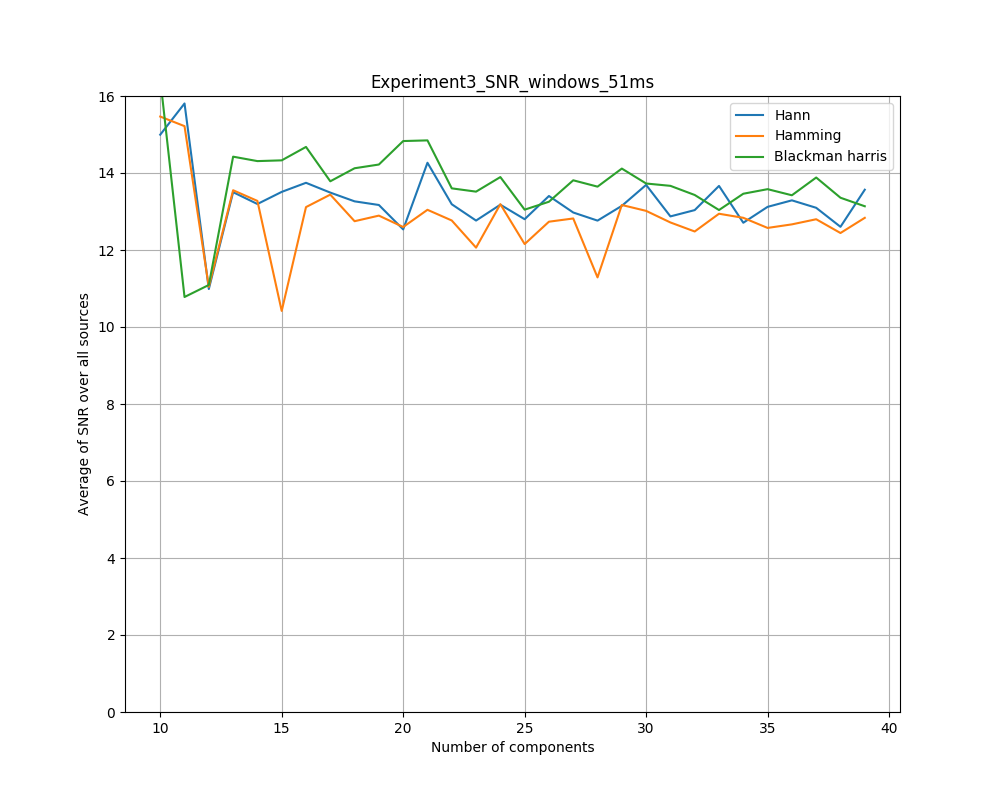 Experiment3_SNR_windows_51ms
Hann
Hamming
Blackman harris
Average of SNR over all sources
16
14
12
10
8
6
4
2
0
10 15 20 25 30 35 40
Number of components